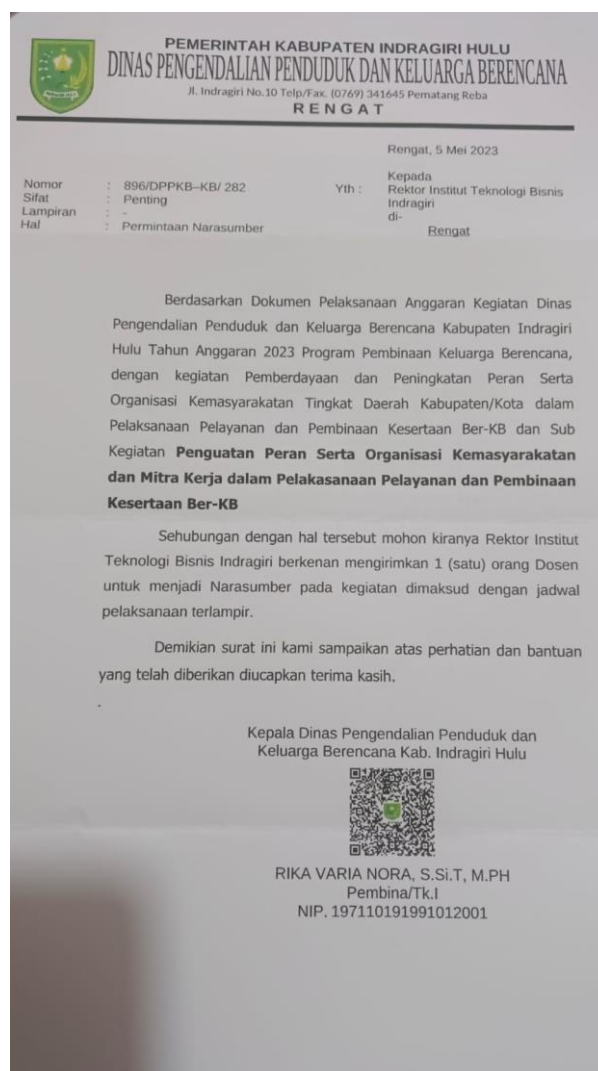 PEMERINTAH KABUPATEN INDRAGIRI HULU
DINAS PENGENDALIAN PENDUDUK DAN KELUARGA BERENCANA
Jl. Indragiri No.10 Telp/Fax. (0769) 341645 Pematang Reba
RENGAT
Rengat, 5 Mei 2023
Nomor : 896/DPPKB–KB/ 282
Sifat : Penting
Lampiran : -
Hal : Permintaan Narasumber
Kepada
Yth : Rektor Institut Teknologi Bisnis
Indragiri
di-
Rengat
Berdasarkan Dokumen Pelaksanaan Anggaran Kegiatan Dinas
Pengendalian Penduduk dan Keluarga Berencana Kabupaten Indragiri
Hulu Tahun Anggaran 2023 Program Pembinaan Keluarga Berencana,
dengan kegiatan Pemberdayaan dan Peningkatan Peran Serta
Organisasi Kemasyarakatan Tingkat Daerah Kabupaten/Kota dalam
Pelaksanaan Pelayanan dan Pembinaan Kesertaan Ber-KB dan Sub
Kegiatan Penguatan Peran Serta Organisasi Kemasyarakatan
dan Mitra Kerja dalam Pelakasanaan Pelayanan dan Pembinaan
Kesertaan Ber-KB
Sehubungan dengan hal tersebut mohon kiranya Rektor Institut
Teknologi Bisnis Indragiri berkenan mengirimkan 1 (satu) orang Dosen
untuk menjadi Narasumber pada kegiatan dimaksud dengan jadwal
pelaksanaan terlampir.
Demikian surat ini kami sampaikan atas perhatian dan bantuan
yang telah diberikan diucapkan terima kasih.
.
Kepala Dinas Pengendalian Penduduk dan
Keluarga Berencana Kab. Indragiri Hulu
RIKA VARIA NORA, S.Si.T, M.PH
Pembina/Tk.I
NIP. 197110191991012001